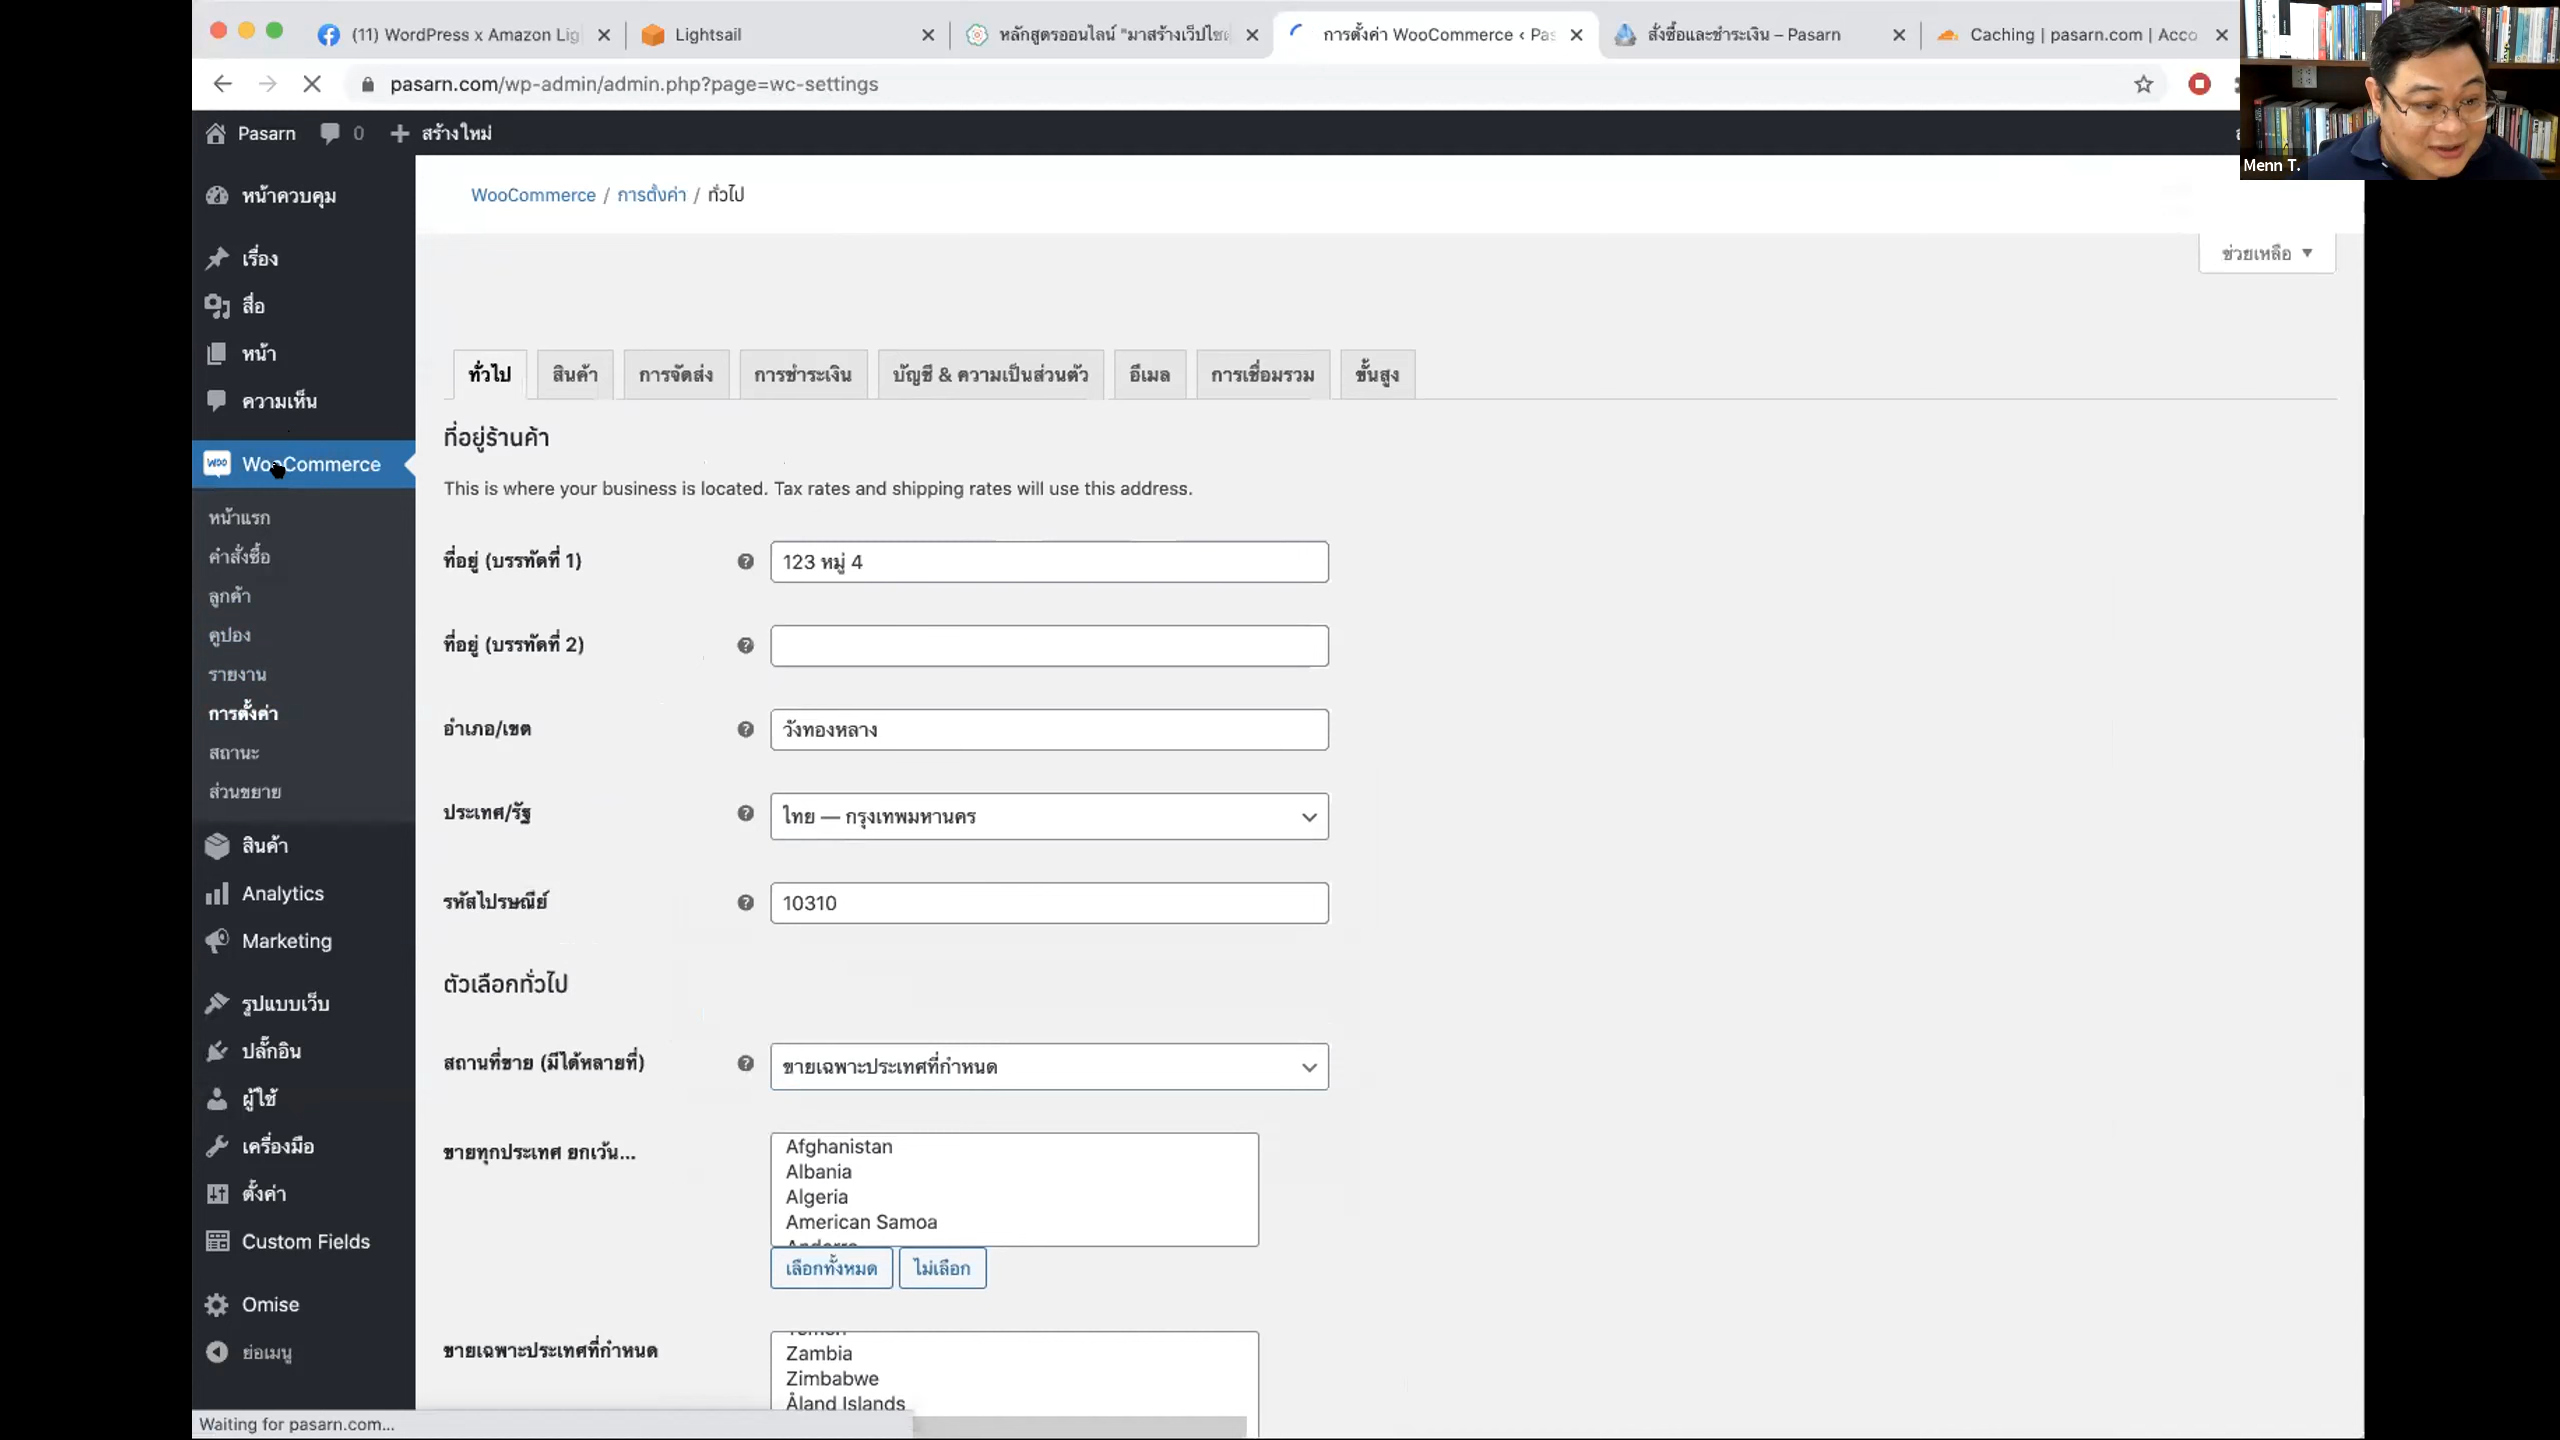 (11) WordPress x Amazon Lig
Lightsail
หลักสูตรออนไลน์ "มาสร้างเว็ปไซต์
การตั้งค่า WooCommerce ‹ Pas
สั่งซื้อและชำระเงิน – Pasarn
Caching | pasarn.com | Acco
pasarn.com/wp-admin/admin.php?page=wc-settings
Menn T.
Pasarn
0
สร้างใหม่
หน้าควบคุม
เรื่อง
สื่อ
หน้า
ความเห็น
WooCommerce
หน้าแรก
คำสั่งซื้อ
ลูกค้า
คูปอง
รายงาน
การตั้งค่า
สถานะ
ส่วนขยาย
สินค้า
Analytics
Marketing
รูปแบบเว็บ
ปลั๊กอิน
ผู้ใช้
เครื่องมือ
ตั้งค่า
Custom Fields
Omise
ย่อเมนู
WooCommerce / การตั้งค่า / ทั่วไป
ช่วยเหลือ
ทั่วไป
สินค้า
การจัดส่ง
การชำระเงิน
บัญชี & ความเป็นส่วนตัว
อีเมล
การเชื่อมรวม
ขั้นสูง
ที่อยู่ร้านค้า
This is where your business is located. Tax rates and shipping rates will use this address.
ที่อยู่ (บรรทัดที่ 1)
123 หมู่ 4
ที่อยู่ (บรรทัดที่ 2)
อำเภอ/เขต
วังทองหลาง
ประเทศ/รัฐ
ไทย — กรุงเทพมหานคร
รหัสไปรษณีย์
10310
ตัวเลือกทั่วไป
สถานที่ขาย (มีได้หลายที่)
ขายเฉพาะประเทศที่กำหนด
ขายทุกประเทศ ยกเว้น...
Afghanistan
Albania
Algeria
American Samoa
Andorra
เลือกทั้งหมด
ไม่เลือก
ขายเฉพาะประเทศที่กำหนด
Yemen
Zambia
Zimbabwe
Åland Islands
Waiting for pasarn.com...